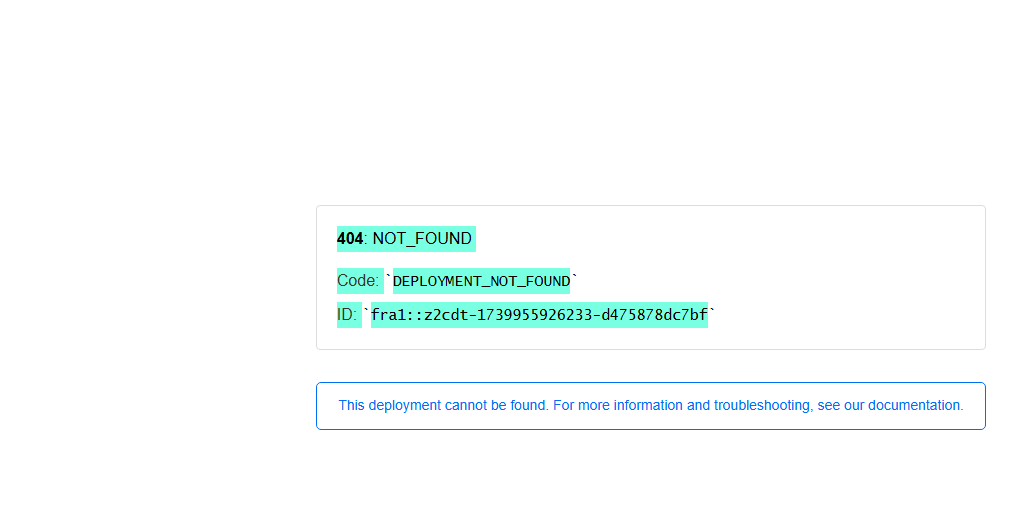 404: NOT_FOUND
Code: `DEPLOYMENT_NOT_FOUND`
ID: `fra1::z2cdt-1739955926233-d475878dc7bf`
This deployment cannot be found. For more information and troubleshooting, see our documentation.